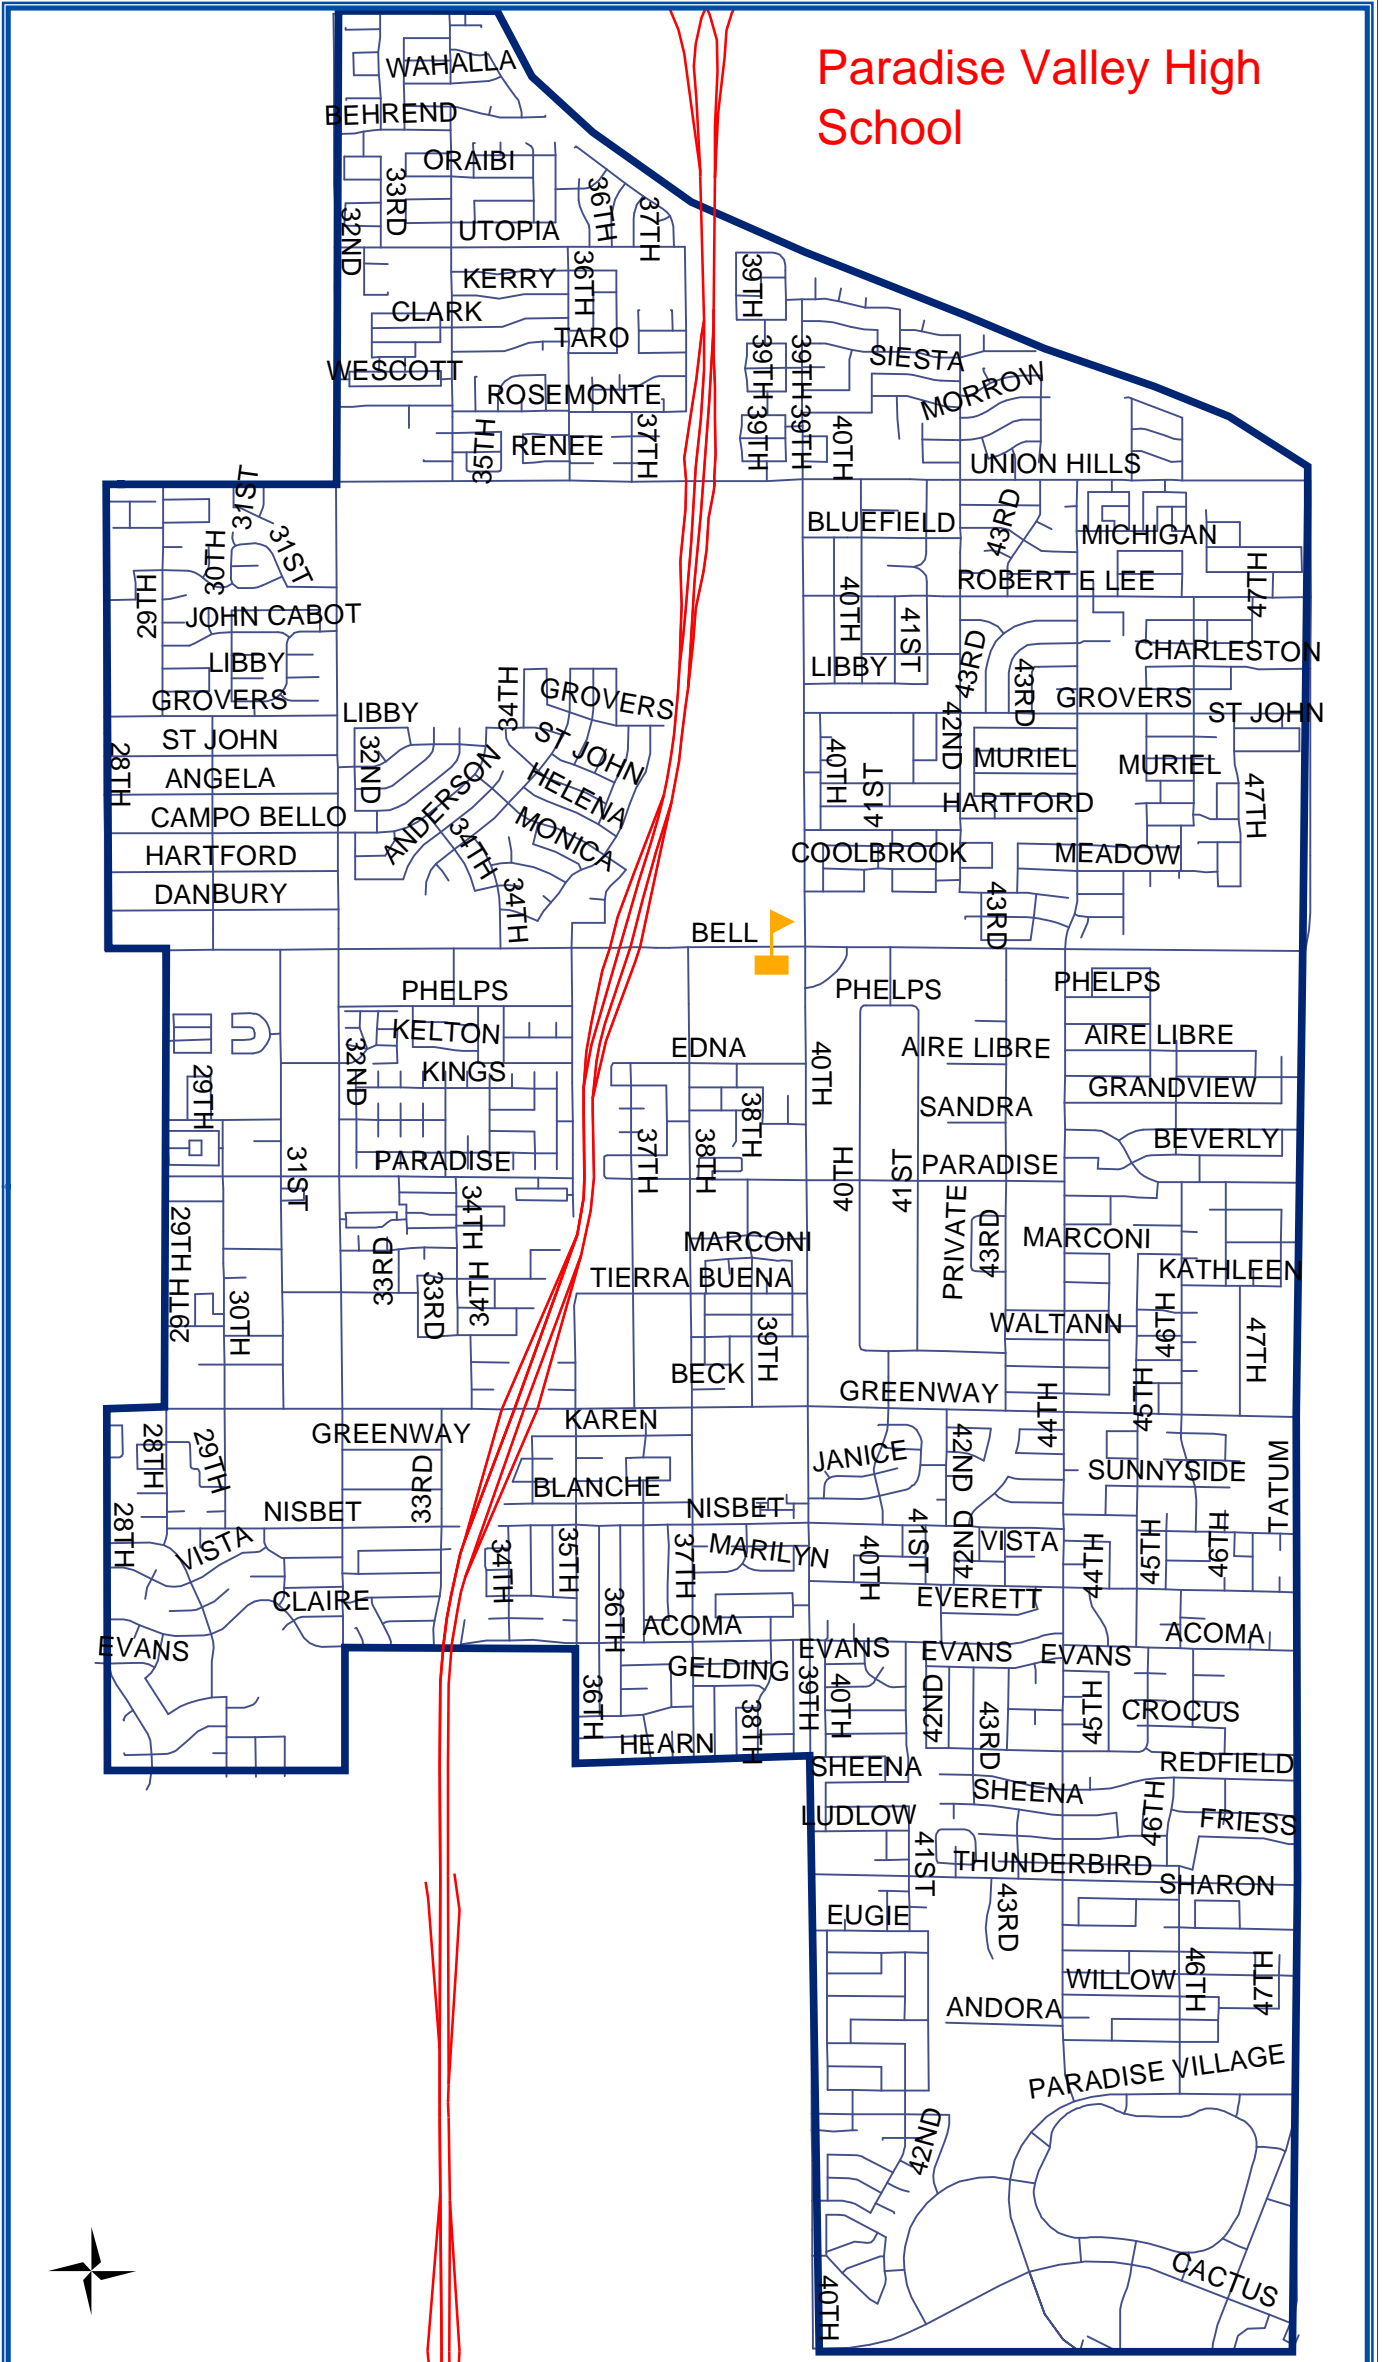 Paradise Valley High
School
WAHALLA
BEHREND
ORAIBI
33RD
36TH
37TH
32ND
UTOPIA
KERRY
36TH
39TH
CLARK
TARO
39TH
39TH
SIESTA
WESCOTT
ROSEMONTE
MORROW
35TH
RENEE
37TH
39TH
39TH
40TH
UNION HILLS
31ST
31ST
30TH
29TH
BLUEFIELD
43RD
MICHIGAN
ROBERT E LEE
47TH
JOHN CABOT
40TH
41ST
LIBBY
LIBBY
43RD
43RD
CHARLESTON
GROVERS
34TH
GROVERS
GROVERS
ST JOHN
LIBBY
ST JOHN
28TH
32ND
ST JOHN
42ND
40TH
MURIEL
MURIEL
ANGELA
ANDERSON
HELENA
41ST
HARTFORD
47TH
CAMPO BELLO
MONICA
34TH
HARTFORD
COOLBROOK
MEADOW
DANBURY
34TH
43RD
BELL
PHELPS
PHELPS
PHELPS
KELTON
32ND
EDNA
40TH
AIRE LIBRE
AIRE LIBRE
KINGS
29TH
38TH
SANDRA
GRANDVIEW
BEVERLY
31ST
PARADISE
37TH
38TH
40TH
41ST
PARADISE
29TH
34TH
PRIVATE
43RD
MARCONI
MARCONI
33RD
TIERRA BUENA
KATHLEEN
29TH
30TH
33RD
34TH
39TH
WALTANN
46TH
47TH
BECK
GREENWAY
44TH
45TH
GREENWAY
KAREN
28TH
29TH
33RD
JANICE
42ND
SUNNYSIDE
TATUM
BLANCHE
28TH
NISBET
NISBET
VISTA
34TH
35TH
37TH
MARILYN
40TH
41ST
42ND
VISTA
44TH
45TH
46TH
CLAIRE
36TH
EVERETT
EVANS
ACOMA
EVANS
EVANS
EVANS
ACOMA
GELDING
36TH
39TH
40TH
42ND
43RD
45TH
CROCUS
HEARN
38TH
SHEENA
REDFIELD
SHEENA
46TH
LUDLOW
FRIESS
41ST
THUNDERBIRD
SHARON
EUGIE
43RD
WILLOW
46TH
47TH
ANDORA
PARADISE VILLAGE
42ND
CACTUS
40TH